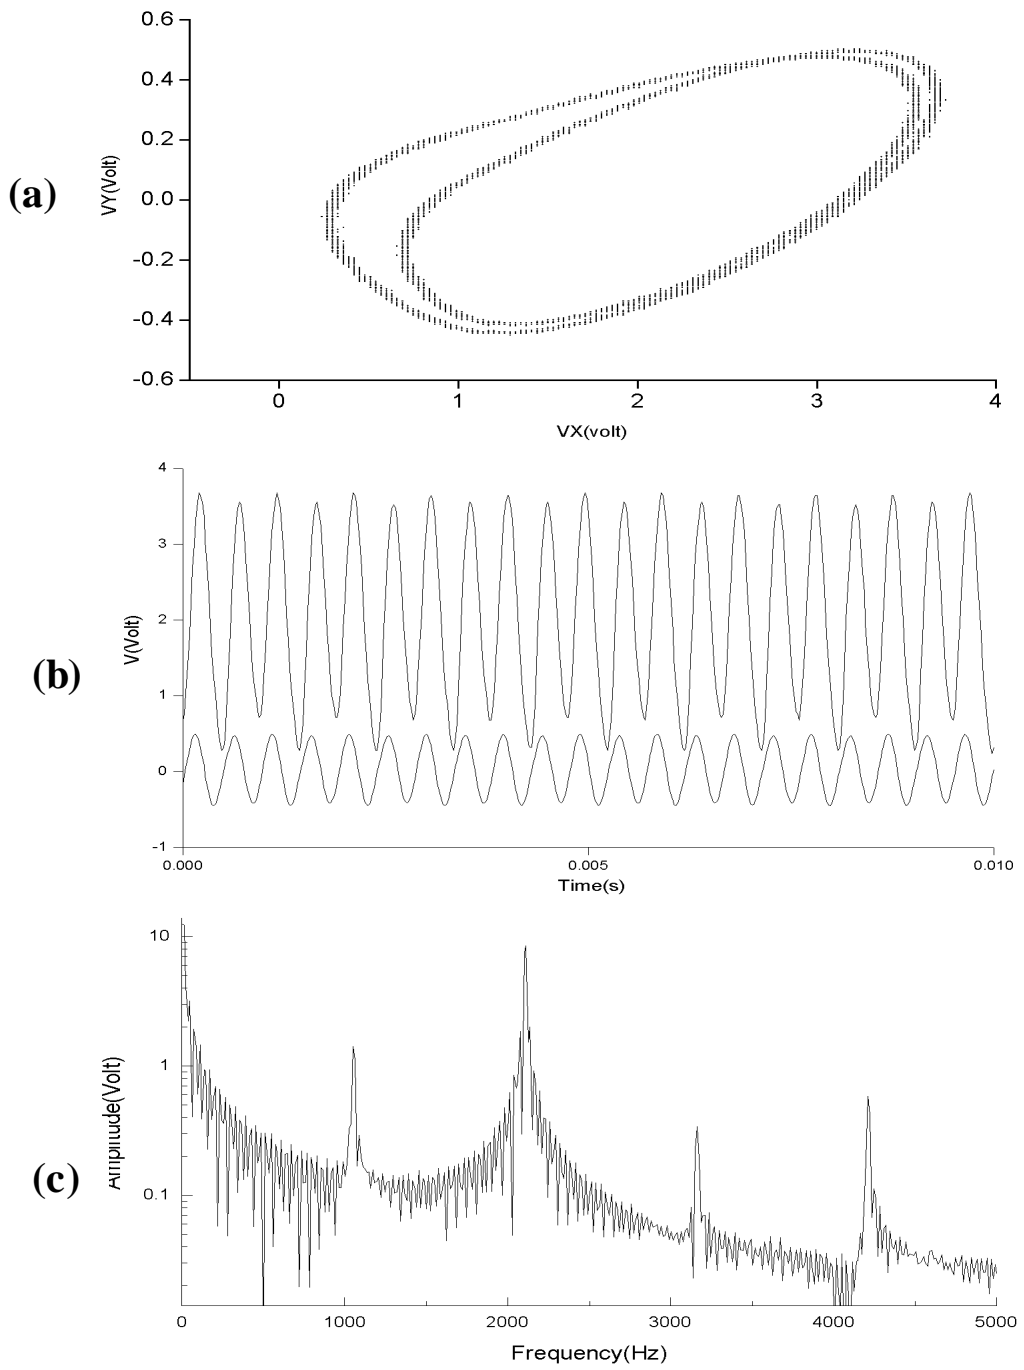 (a)
VY(Volt)
0.6
0.4
0.2
0.0
-0.2
-0.4
-0.6
0 1 2 3 4
VX(volt)
(b)
V(Volt)
4
3
2
1
0
-1
0.000 0.005 0.010
Time(s)
(c)
Amplitude(Volt)
10
1
0.1
0 1000 2000 3000 4000 5000
Frequency(Hz)